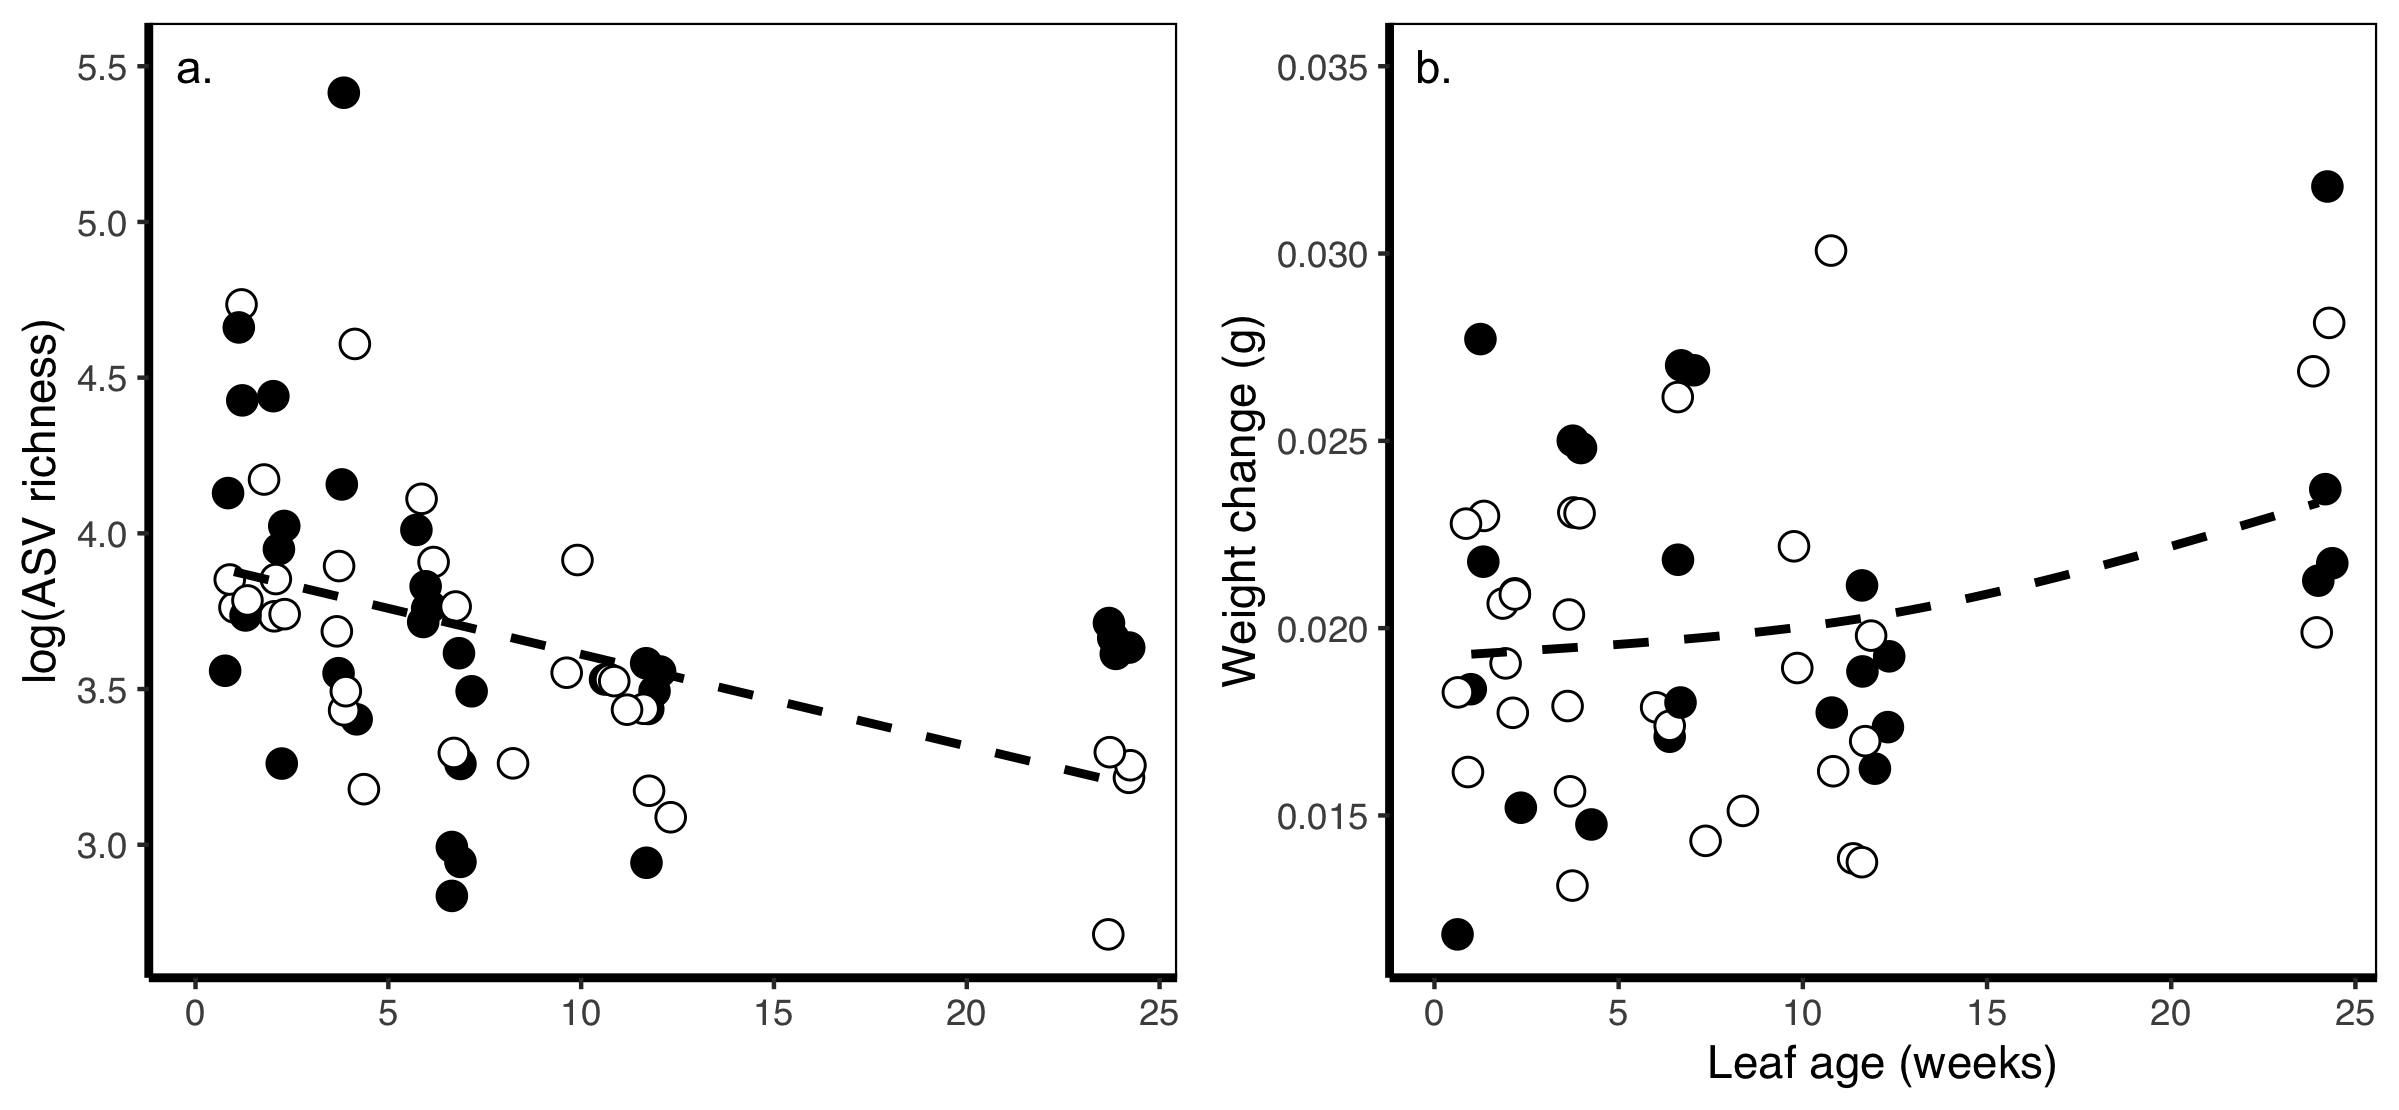 a.
5.5
5.0
4.5
4.0
3.5
3.0
log(ASV richness)
0 5 10 15 20 25
b.
0.035
0.030
0.025
0.020
0.015
Weight change (g)
0 5 10 15 20 25
Leaf age (weeks)